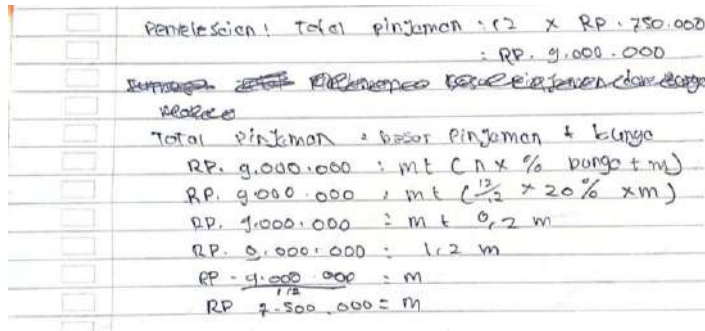 Penyelesaian: Total pinjaman : 12 x RP. 750.000
: RP. 9.000.000
Total Pinjaman = besar Pinjaman + bunga
RP. 9.000.000 : m + (n x % bunga + m)
RP. 9.000.000 : m + (12/12 x 20% x m)
RP. 9.000.000 = m + 0,2 m
RP. 9.000.000 : 1,2 m
RP. 9.000.000 / 1,2 : m
RP 7.500.000 = m